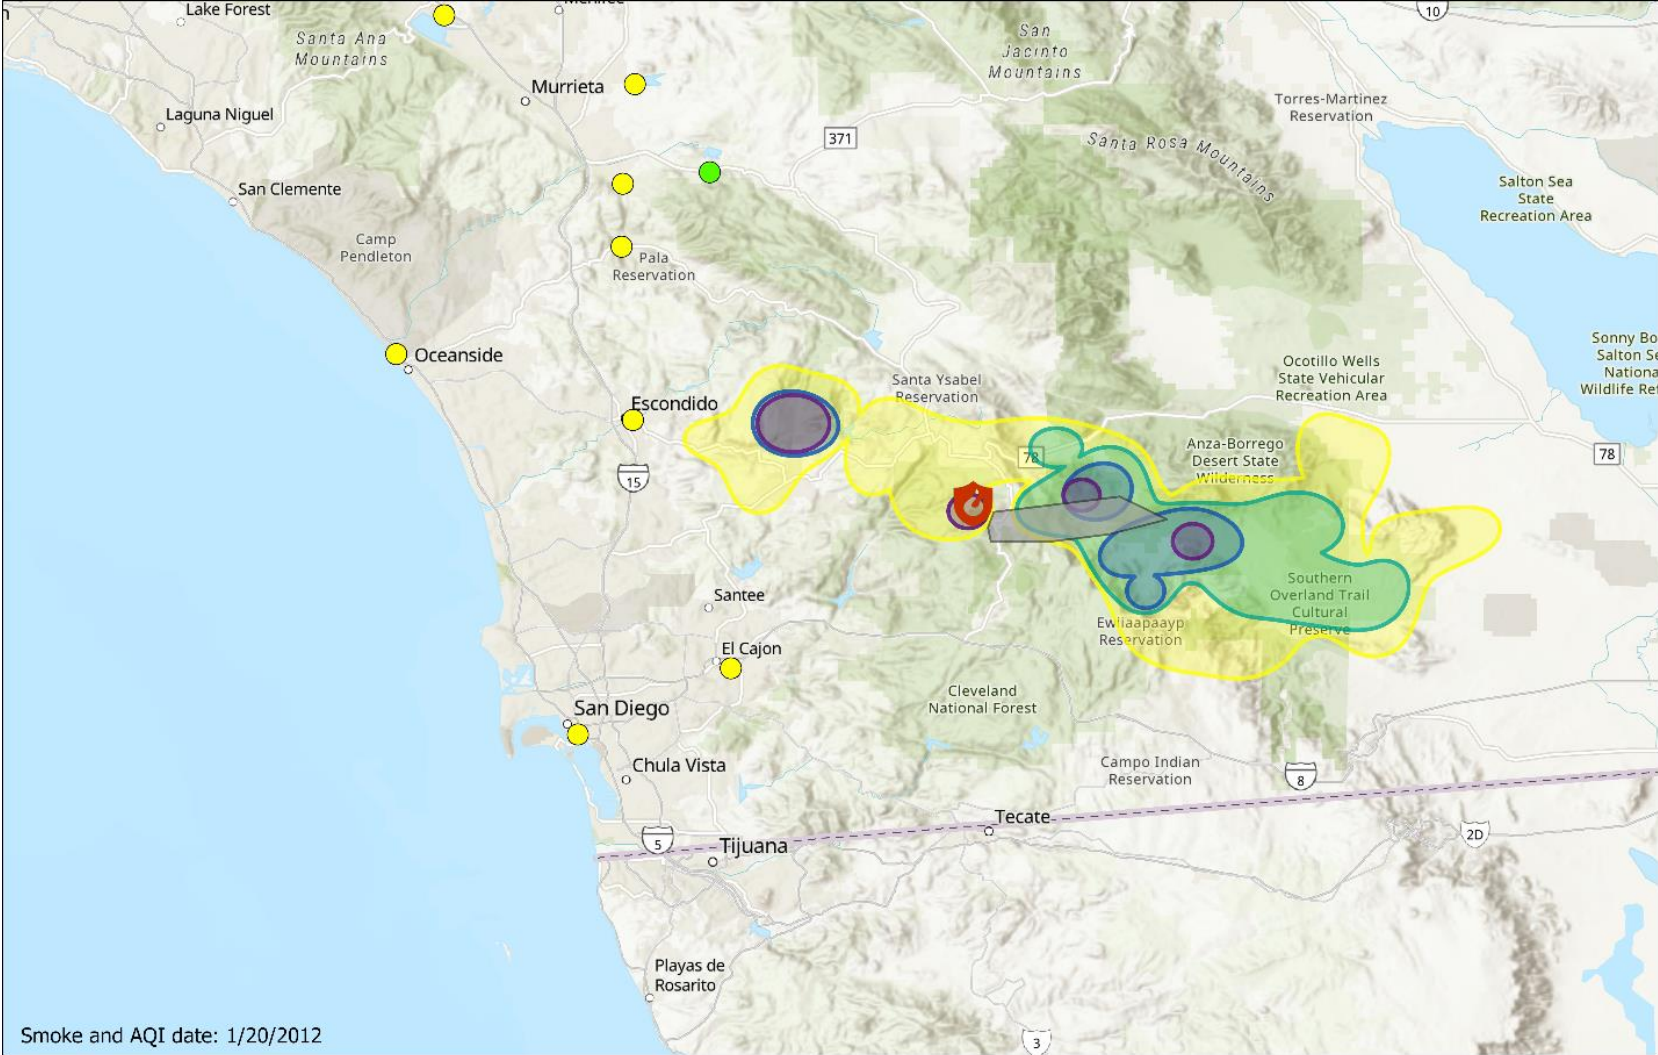 n
Lake Forest
10
Santa Ana
Mountains
San
Jacinto
Mountains
Murrieta
Torres-Martinez
Reservation
Laguna Niguel
371
Santa Rosa Mountains
San Clemente
Salton Sea
State
Recreation Area
Camp
Pendleton
Pala
Reservation
Oceanside
Sonny Bo
Salton Se
Nationa
Wildlife Ref
Ocotillo Wells
State Vehicular
Recreation Area
Santa Ysabel
Reservation
Escondido
Anza-Borrego
Desert State
Wilderness
78
78
15
Santee
Southern
Overland Trail
Cultural
Preserve
Ewiiaapaayp
Reservation
El Cajon
Cleveland
National Forest
San Diego
Chula Vista
Campo Indian
Reservation
8
Tecate
2D
5
Tijuana
Playas de
Rosarito
Smoke and AQI date: 1/20/2012
3